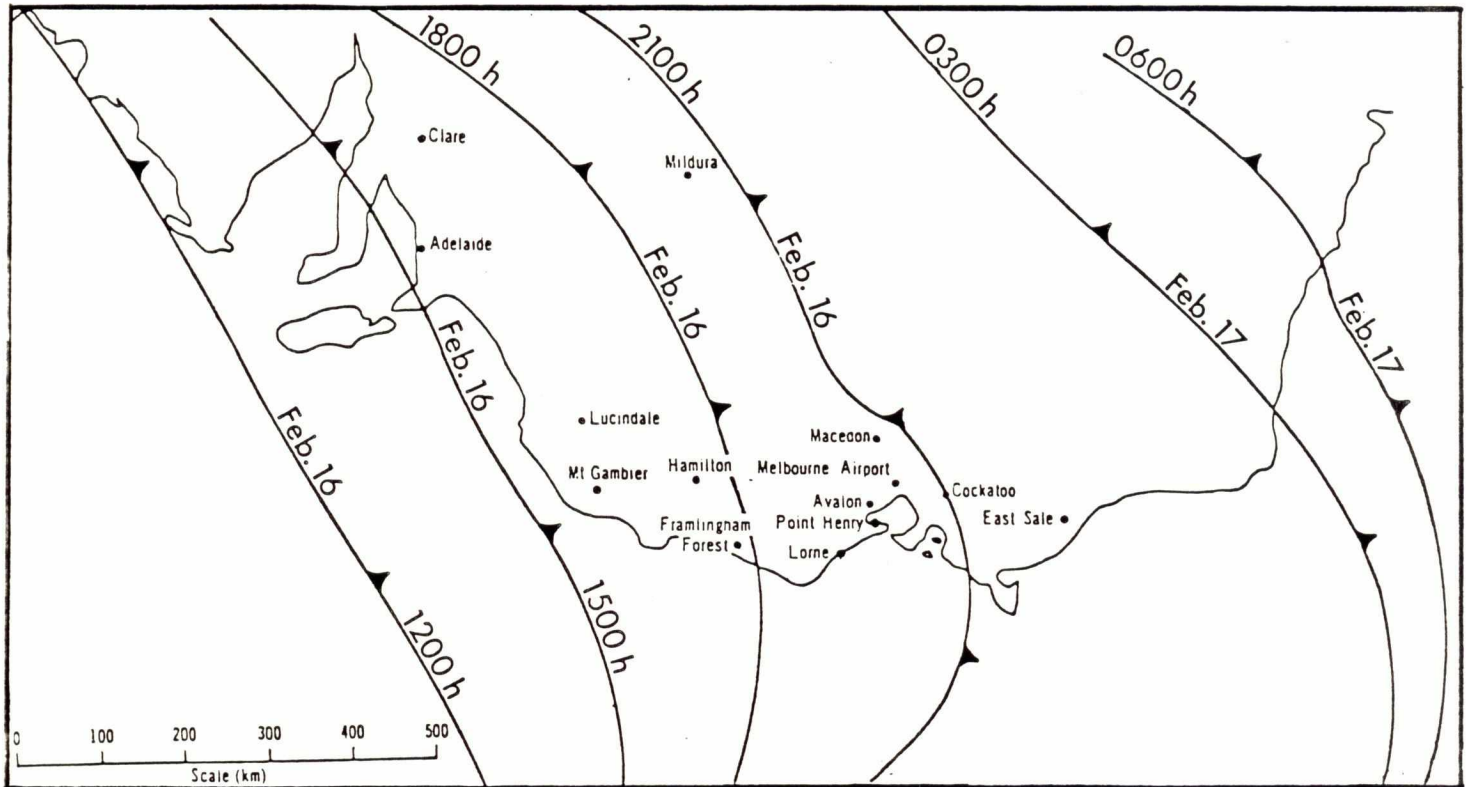 1800 h
2100 h
0300 h
0600 h
Clare
Mildura
Adelaide
Feb. 16
Feb. 16
Feb. 17
Feb. 17
Feb. 16
Feb. 16
Lucindale
Macedon
Mt Gambier
Hamilton
Melbourne Airport
Cockatoo
Avalon
East Sale
Framlingham
Forest
Point Henry
Lorne
1200 h
1500 h
0 100 200 300 400 500
Scale (km)